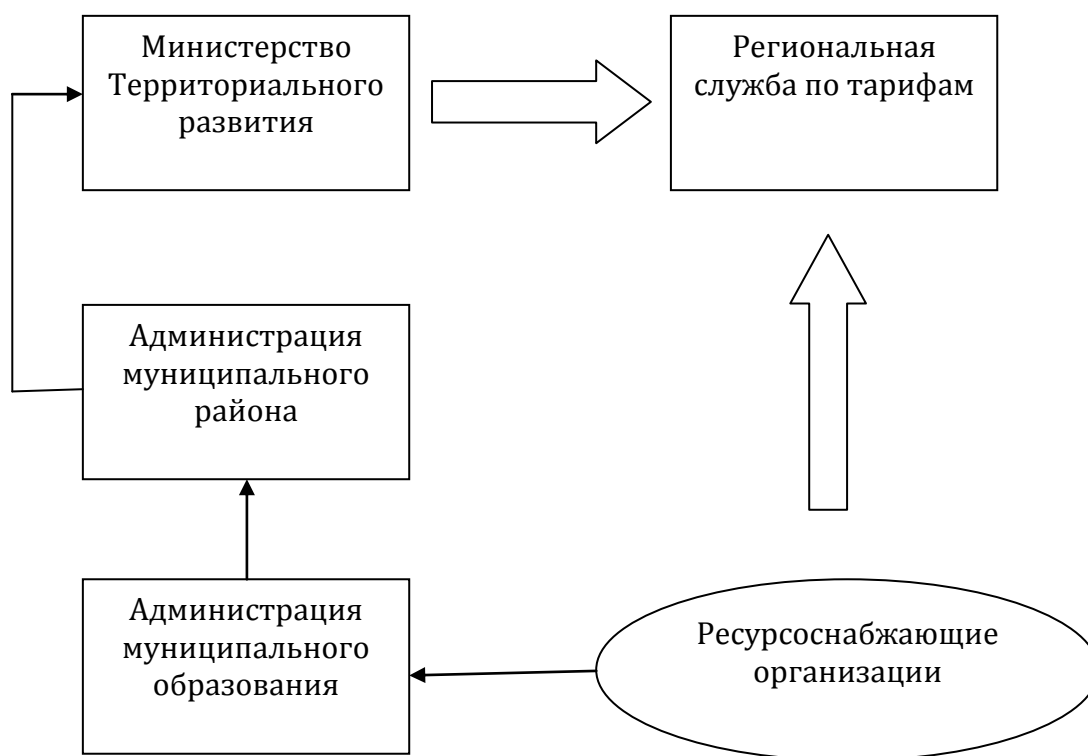 Министерство
Территориального
развития
Региональная
служба по тарифам
Администрация
муниципального
района
Администрация
муниципального
образования
Ресурсоснабжающие
организации